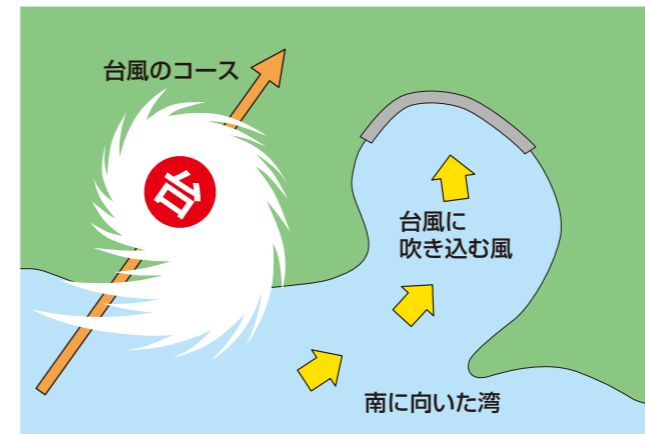 台風のコース
台
台風に
吹き込む風
南に向いた湾